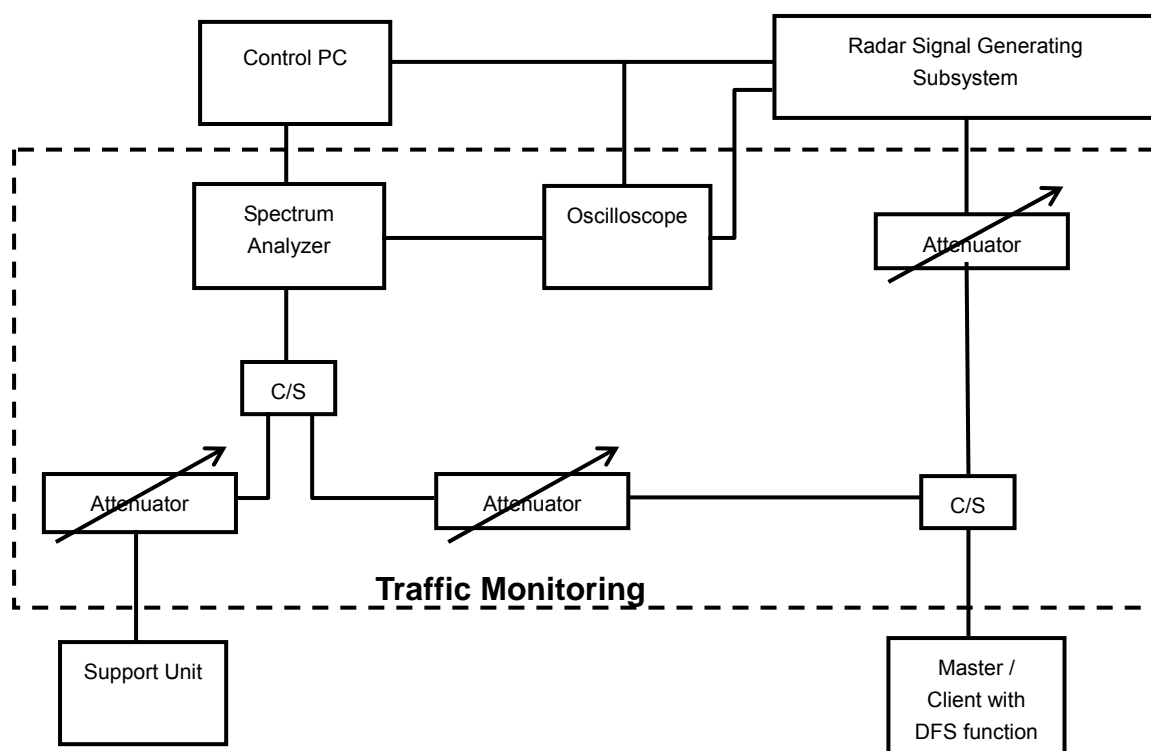 Control PC
Radar Signal Generating
Subsystem
Spectrum
Analyzer
Oscilloscope
Attenuator
C/S
Attenuator
Attenuator
C/S
Traffic Monitoring
Support Unit
Master /
Client with
DFS function